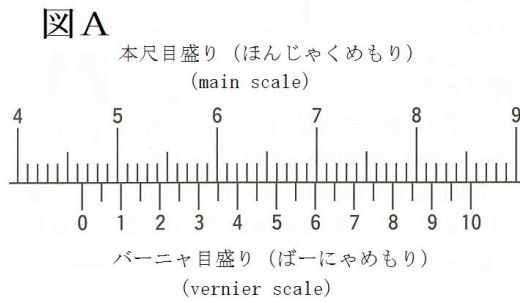 図A
本尺目盛り（ほんじゃくめもり）
(main scale)
4 5 6 7 8 9
0 1 2 3 4 5 6 7 8 9 10
バーニャ目盛り（ばーにゃめもり）
(vernier scale)